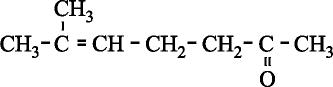 CH₃
CH₃ - C = CH - CH₂ - CH₂ - C - CH₃
O